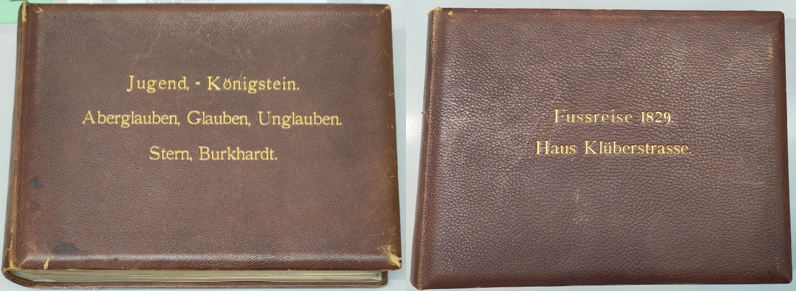 Jugend, - Königstein.
Aberglauben, Glauben, Unglauben.
Stern, Burkhardt.
Fussreise 1829.
Haus Klüberstrasse.